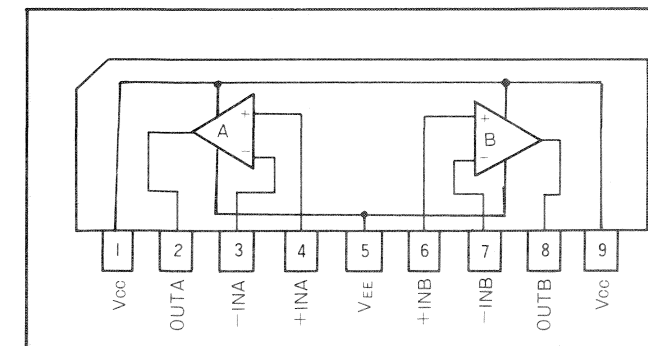 A
+
−
+
B
−
1 2 3 4 5 6 7 8 9
Vcc OUTA −INA +INA VEE +INB −INB OUTB Vcc